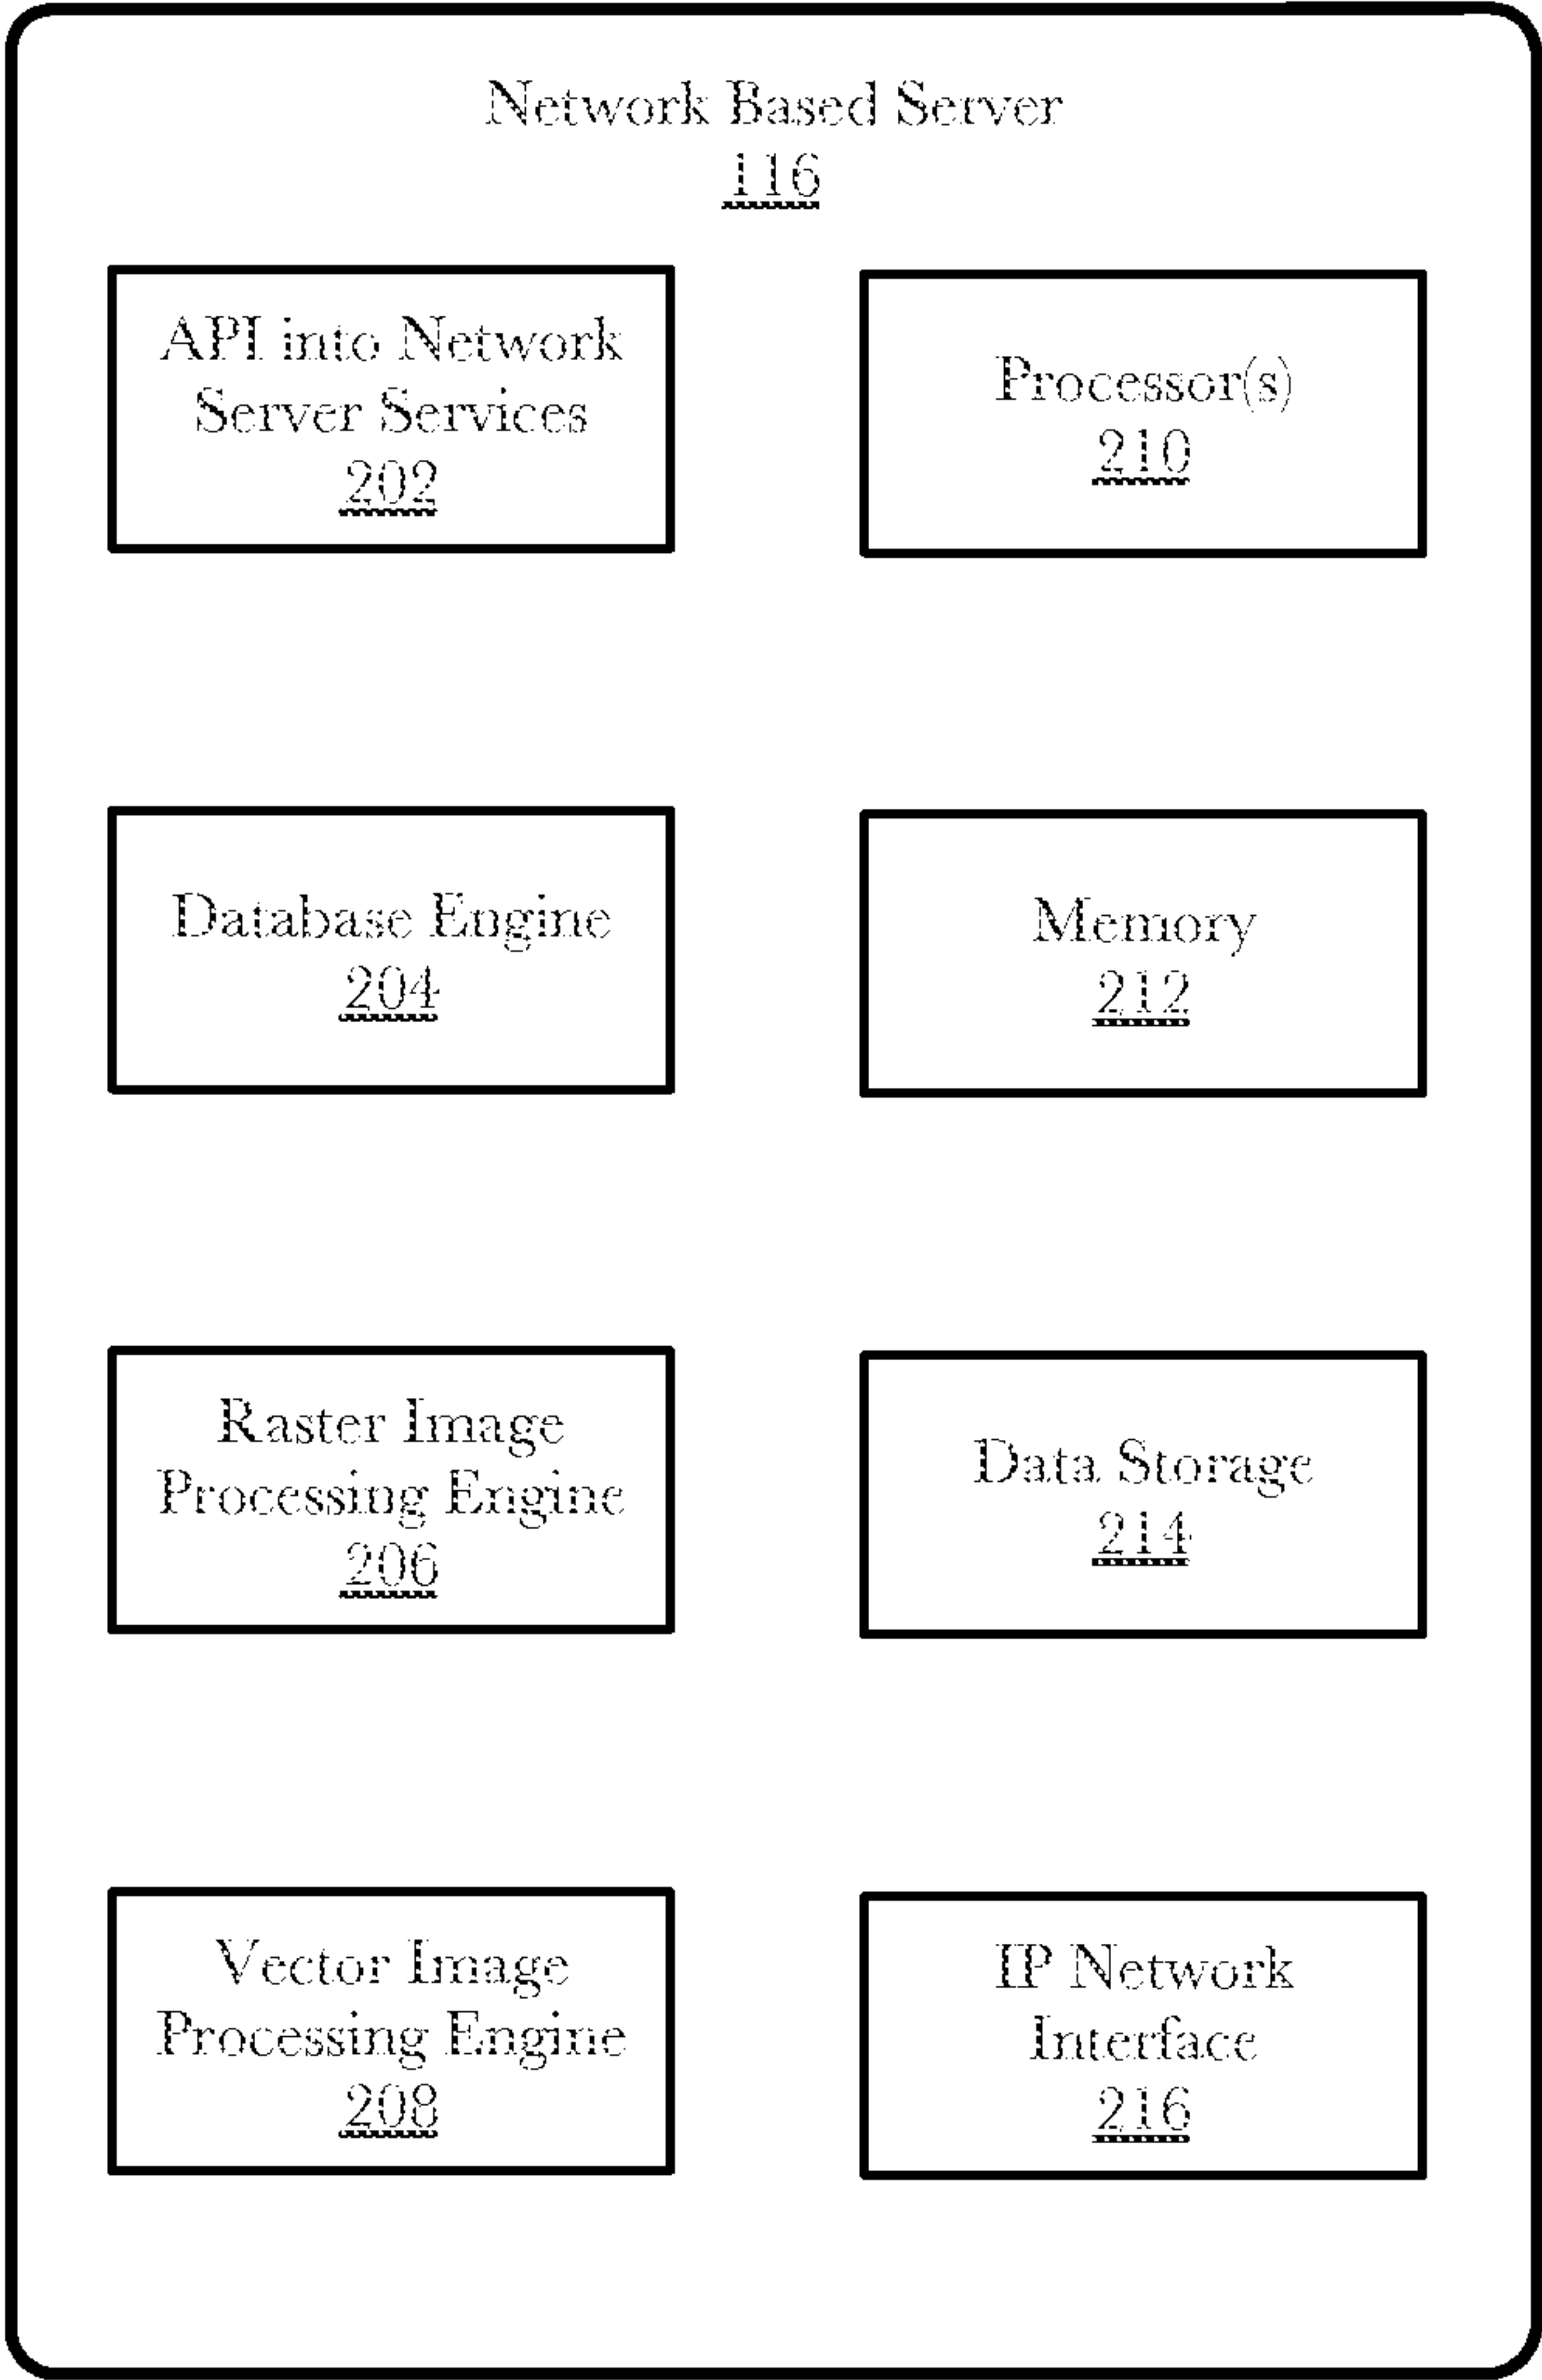 Network Based Server
116
API into Network
Server Services
202
Processor(s)
210
Database Engine
204
Memory
212
Raster Image
Processing Engine
206
Data Storage
214
Vector Image
Processing Engine
208
IP Network
Interface
216